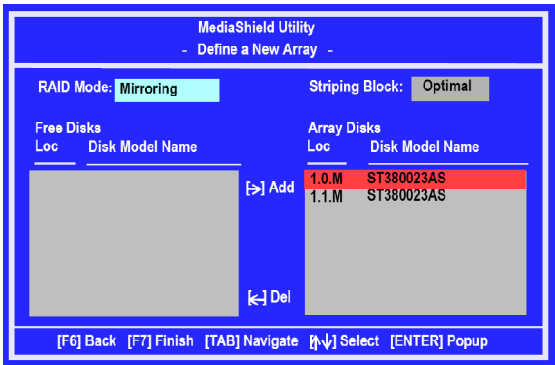 MediaShield Utility
- Define a New Array -
RAID Mode: Mirroring
Striping Block: Optimal
Free Disks
Loc Disk Model Name
Array Disks
Loc Disk Model Name
[→] Add
1.0.M ST380023AS
1.1.M ST380023AS
[←] Del
[F6] Back [F7] Finish [TAB] Navigate [↑↓] Select [ENTER] Popup